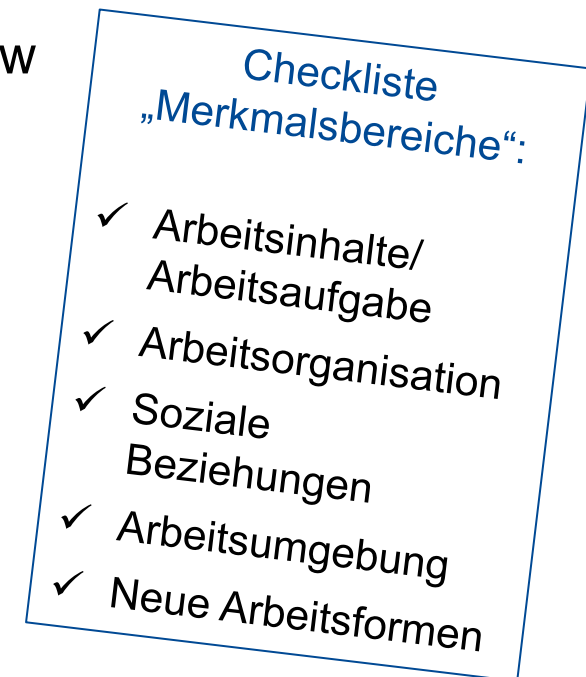 w
Checkliste
„Merkmalsbereiche“:
✓ Arbeitsinhalte/
Arbeitsaufgabe
✓ Arbeitsorganisation
✓ Soziale
Beziehungen
✓ Arbeitsumgebung
✓ Neue Arbeitsformen